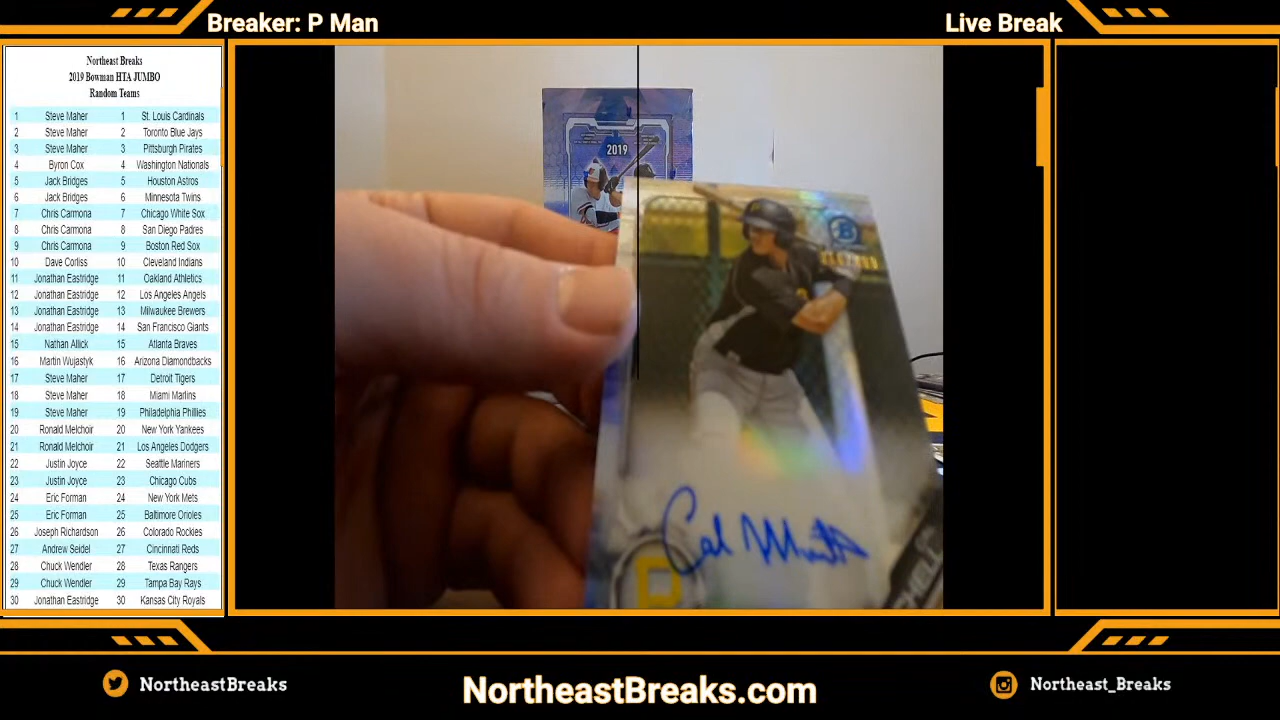 Breaker: P Man
Live Break
Northeast Breaks
2019 Bowman HTA JUMBO
Random Teams
1 Steve Maher 1 St. Louis Cardinals
2 Steve Maher 2 Toronto Blue Jays
3 Steve Maher 3 Pittsburgh Pirates
4 Byron Cox 4 Washington Nationals
5 Jack Bridges 5 Houston Astros
6 Jack Bridges 6 Minnesota Twins
7 Chris Carmona 7 Chicago White Sox
8 Chris Carmona 8 San Diego Padres
9 Chris Carmona 9 Boston Red Sox
10 Dave Corliss 10 Cleveland Indians
11 Jonathan Eastridge 11 Oakland Athletics
12 Jonathan Eastridge 12 Los Angeles Angels
13 Jonathan Eastridge 13 Milwaukee Brewers
14 Jonathan Eastridge 14 San Francisco Giants
15 Nathan Allick 15 Atlanta Braves
16 Martin Wujastyk 16 Arizona Diamondbacks
17 Steve Maher 17 Detroit Tigers
18 Steve Maher 18 Miami Marlins
19 Steve Maher 19 Philadelphia Phillies
20 Ronald Melchoir 20 New York Yankees
21 Ronald Melchoir 21 Los Angeles Dodgers
22 Justin Joyce 22 Seattle Mariners
23 Justin Joyce 23 Chicago Cubs
24 Eric Forman 24 New York Mets
25 Eric Forman 25 Baltimore Orioles
26 Joseph Richardson 26 Colorado Rockies
27 Andrew Seidel 27 Cincinnati Reds
28 Chuck Wendler 28 Texas Rangers
29 Chuck Wendler 29 Tampa Bay Rays
30 Jonathan Eastridge 30 Kansas City Royals
2019
B
Cal
P
NortheastBreaks
NortheastBreaks.com
Northeast_Breaks